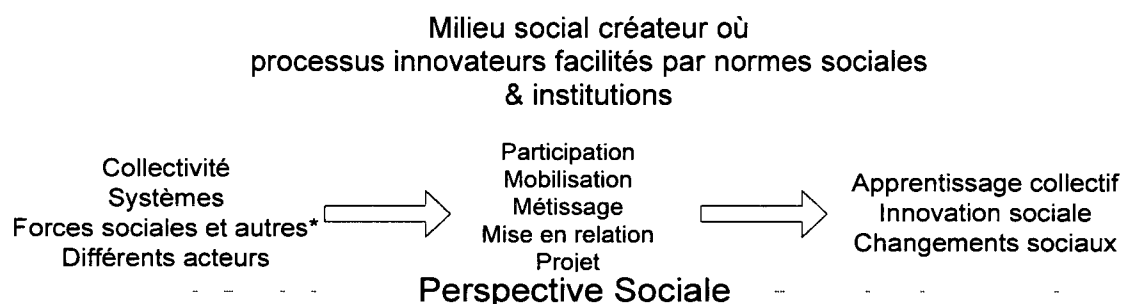 Milieu social créateur où
processus innovateurs facilités par normes sociales
& institutions
Collectivité
Systèmes
Forces sociales et autres*
Différents acteurs
Participation
Mobilisation
Métissage
Mise en relation
Projet
Apprentissage collectif
Innovation sociale
Changements sociaux
Perspective Sociale